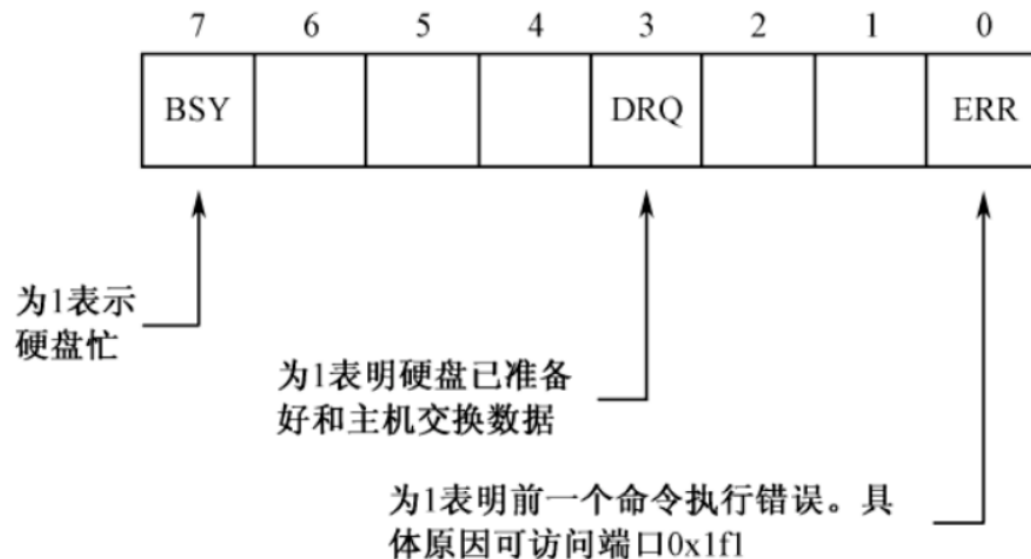 7 6 5 4 3 2 1 0
BSY DRQ ERR
为1表示
硬盘忙
为1表明硬盘已准备
好和主机交换数据
为1表明前一个命令执行错误。具
体原因可访问端口0x1f1